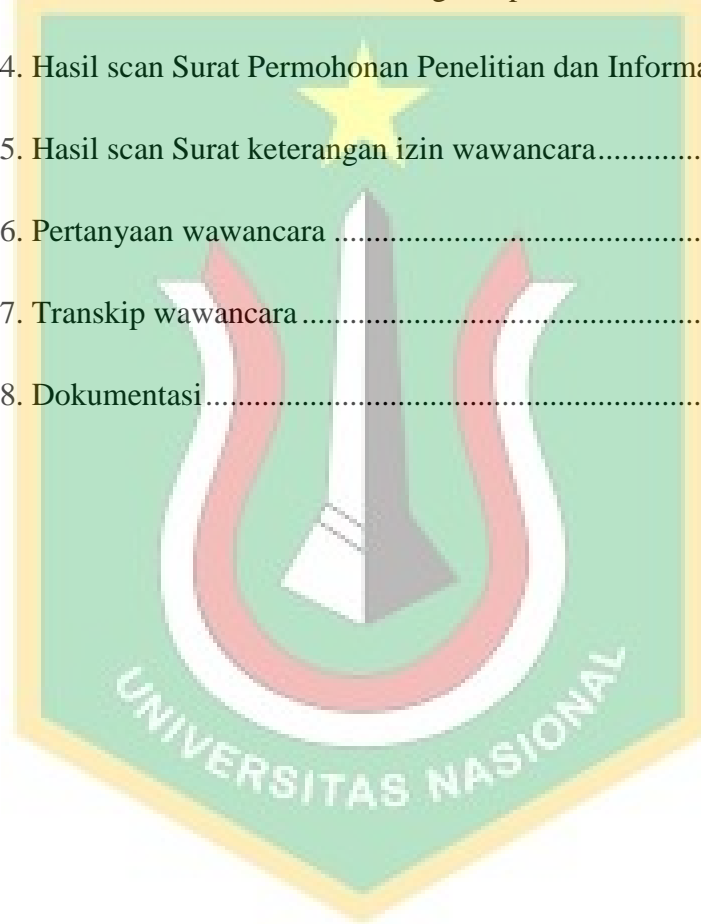 4. Hasil scan Surat Permohonan Penelitian dan Informa
5. Hasil scan Surat keterangan izin wawancara.............
6. Pertanyaan wawancara ..............................................
7. Transkip wawancara ..................................................
8. Dokumentasi..............................................................
UNIVERSITAS NASIONAL